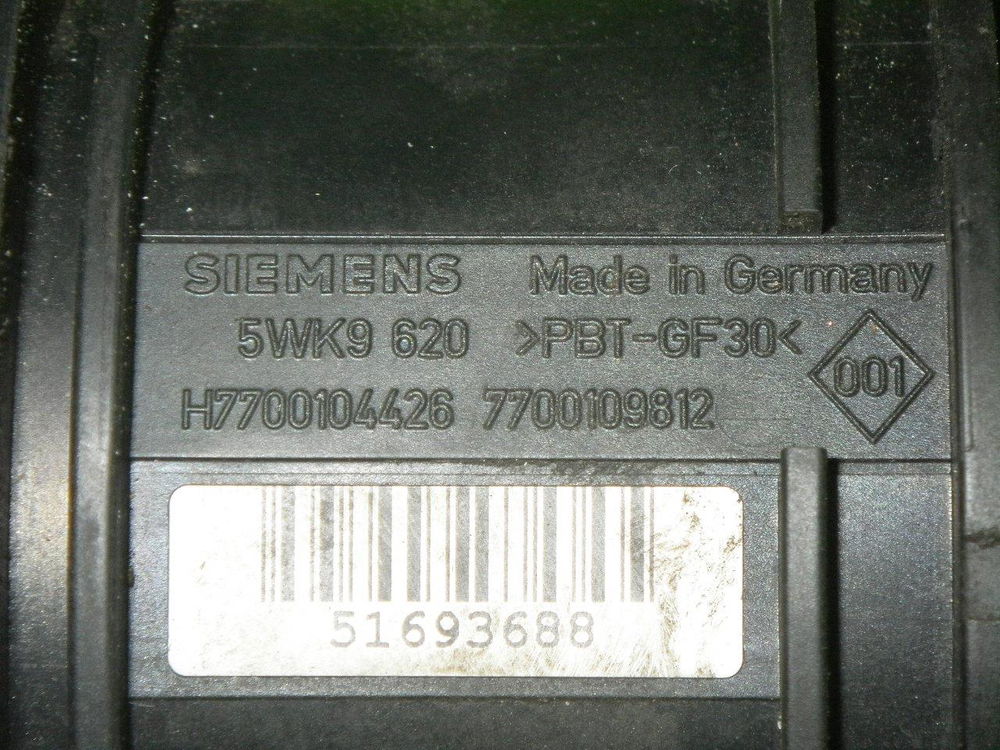 SIEMENS Made in Germany
5WK9 620 >PBT-GF30<
001
H7700104426 7700109812
51693688